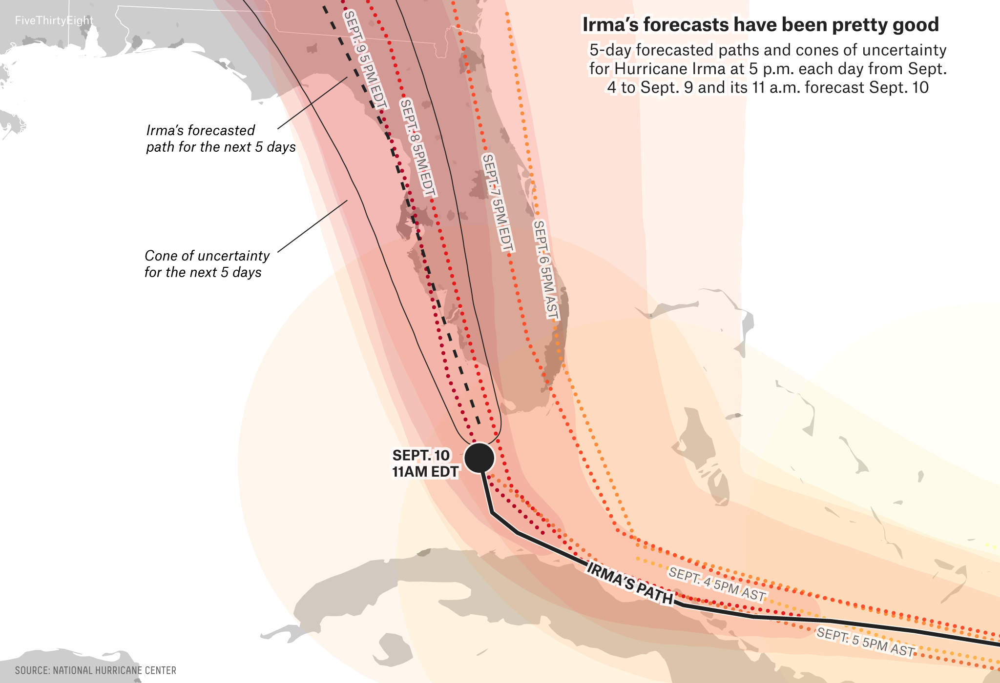 FiveThirtyEight
Irma’s forecasts have been pretty good
5-day forecasted paths and cones of uncertainty
for Hurricane Irma at 5 p.m. each day from Sept.
4 to Sept. 9 and its 11 a.m. forecast Sept. 10
SEPT. 9 5PM EDT
SEPT. 8 5PM EDT
Irma’s forecasted
path for the next 5 days
SEPT. 7 5PM EDT
SEPT. 6 5PM AST
Cone of uncertainty
for the next 5 days
SEPT. 10
11AM EDT
IRMA’S PATH
SEPT. 4 5PM AST
SEPT. 5 5PM AST
SOURCE: NATIONAL HURRICANE CENTER